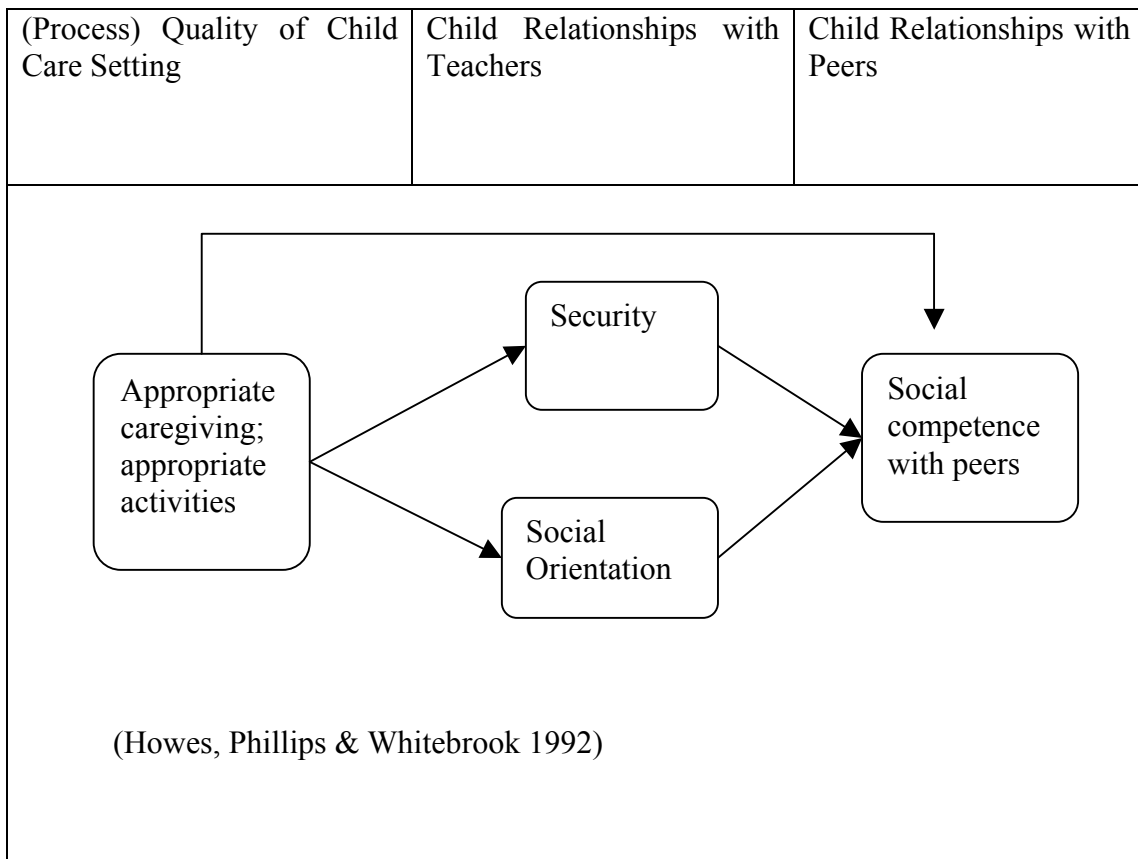 (Process) Quality of Child
Care Setting
Child Relationships with
Teachers
Child Relationships with
Peers
Appropriate
caregiving;
appropriate
activities
Security
Social
Orientation
Social
competence
with peers
(Howes, Phillips & Whitebrook 1992)